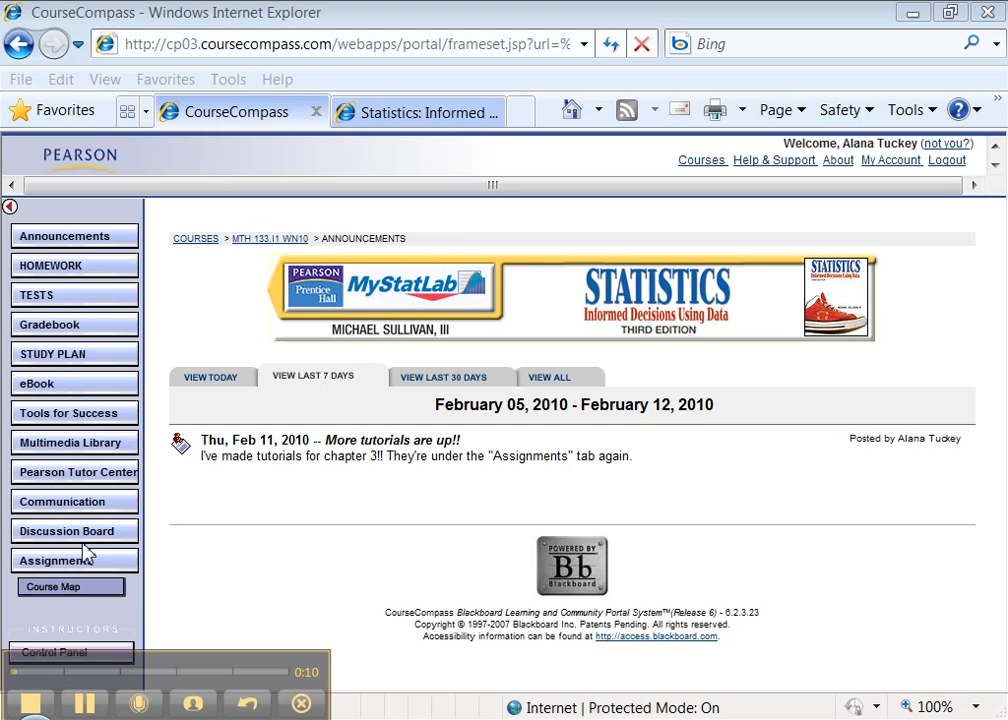 CourseCompass - Windows Internet Explorer
http://cp03.coursecompass.com/webapps/portal/frameset.jsp?url=%
Bing
File Edit View Favorites Tools Help
Favorites
CourseCompass
Statistics: Informed ...
Page Safety Tools
PEARSON
Welcome, Alana Tuckey (not you?)
Courses Help & Support About My Account Logout
Announcements
HOMEWORK
TESTS
Gradebook
STUDY PLAN
eBook
Tools for Success
Multimedia Library
Pearson Tutor Center
Communication
Discussion Board
Assignments
Course Map
INSTRUCTORS
Control Panel
COURSES > MTH 133.I1 WN10 > ANNOUNCEMENTS
PEARSON
Prentice Hall
MyStatLab
MICHAEL SULLIVAN, III
STATISTICS
Informed Decisions Using Data
THIRD EDITION
STATISTICS
VIEW TODAY VIEW LAST 7 DAYS VIEW LAST 30 DAYS VIEW ALL
February 05, 2010 - February 12, 2010
Thu, Feb 11, 2010 -- More tutorials are up!!
Posted by Alana Tuckey
I've made tutorials for chapter 3!! They're under the "Assignments" tab again.
POWERED BY
Bb
Blackboard
CourseCompass Blackboard Learning and Community Portal System™(Release 6) - 6.2.3.23
Copyright © 1997-2007 Blackboard Inc. Patents Pending. All rights reserved.
Accessibility information can be found at http://access.blackboard.com.
0:10
Internet | Protected Mode: On
100%